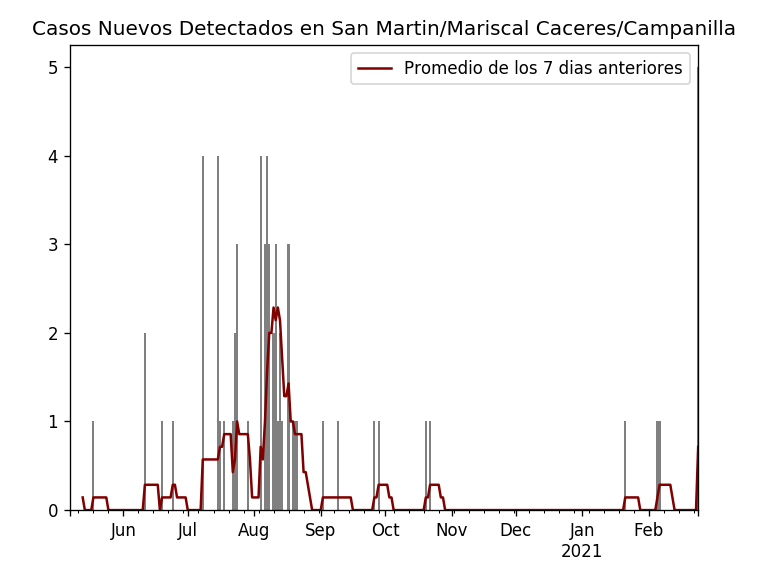 Casos Nuevos Detectados en San Martin/Mariscal Caceres/Campanilla
Promedio de los 7 dias anteriores
5
4
3
2
1
0
Jun Jul Aug Sep Oct Nov Dec Jan Feb
2021